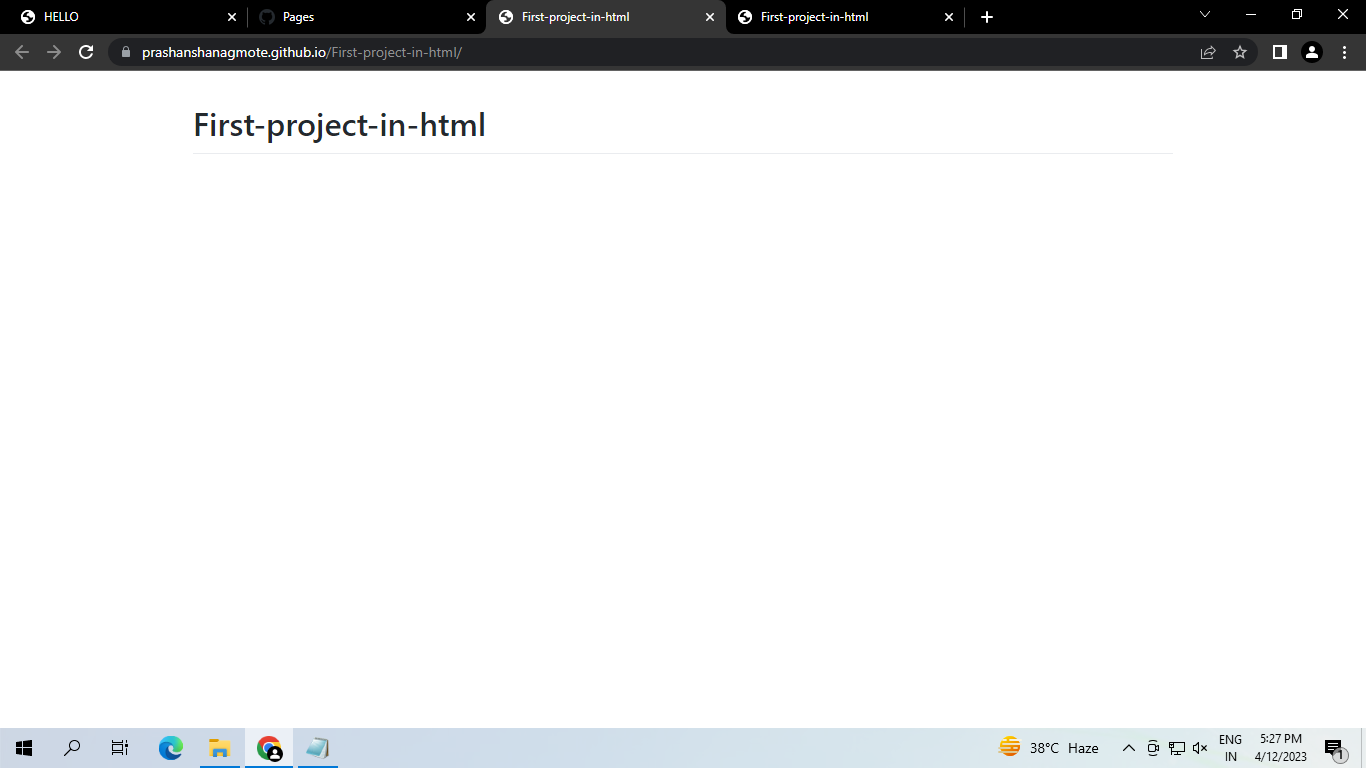 HELLO
Pages
First-project-in-html
First-project-in-html
prashanshanagmote.github.io/First-project-in-html/
First-project-in-html
38°C Haze
ENG
IN
5:27 PM
4/12/2023
1